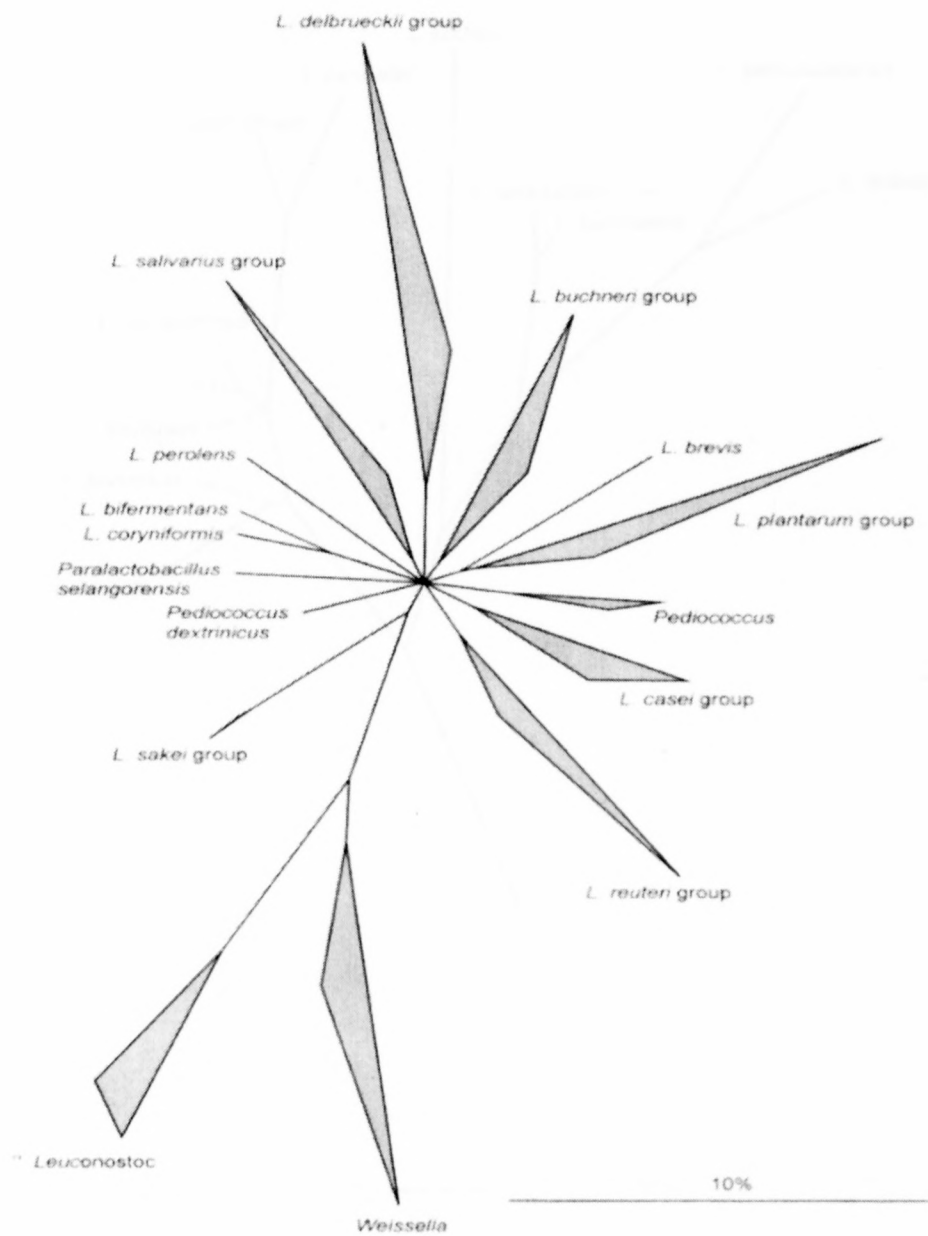 L. delbrueckii group
L. salivarius group
L. buchneri group
L. perolens
L. brevis
L. bifermentans
L. coryniformis
L. plantarum group
Paralactobacillus
selangorensis
Pediococcus
dextrinicus
Pediococcus
L. casei group
L. sakei group
L. reuteri group
Leuconostoc
10%
Weissella